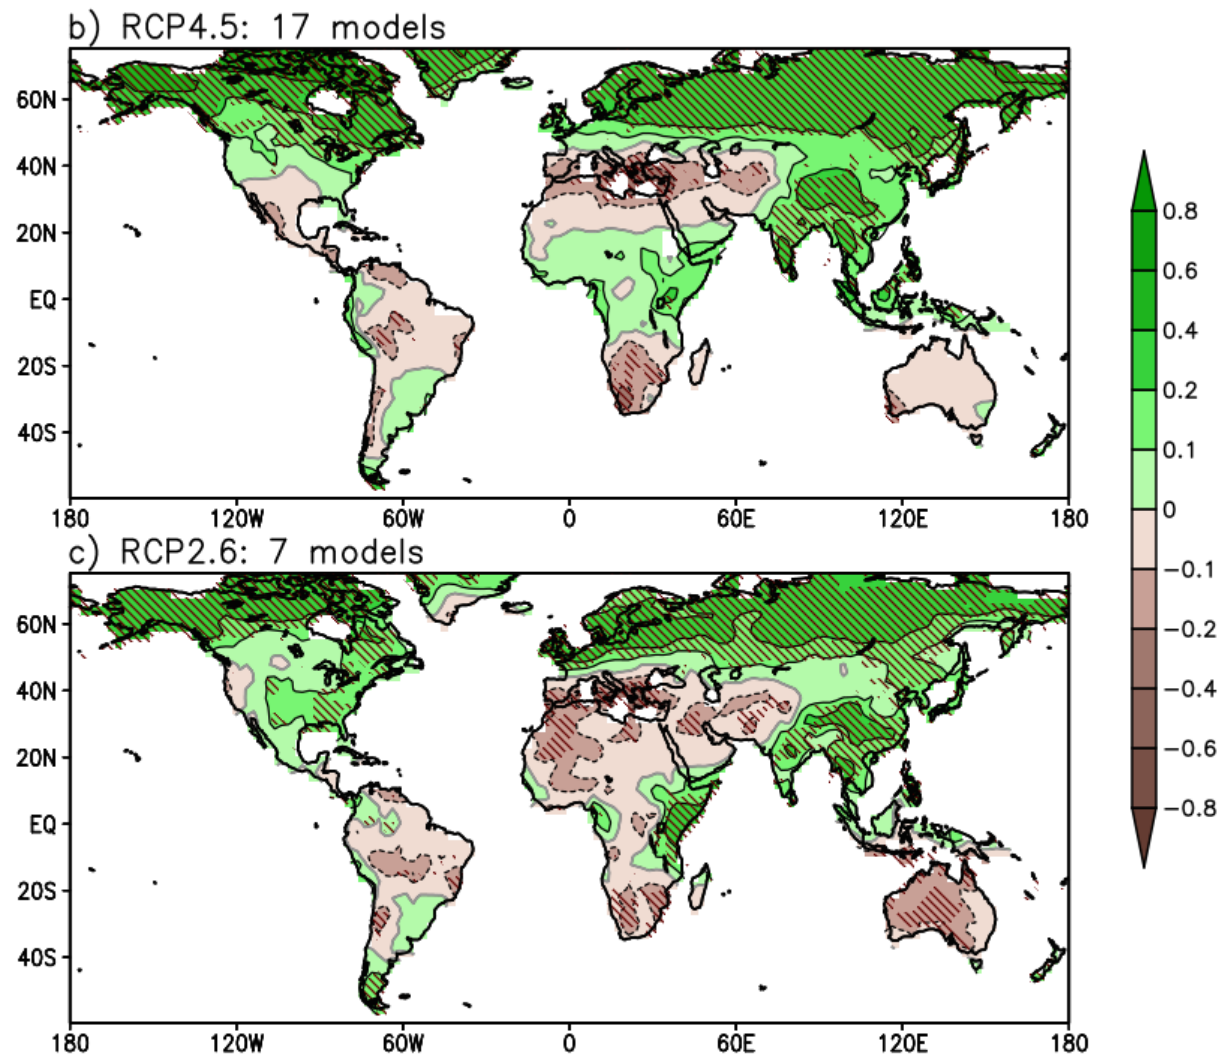 b) RCP4.5: 17 models
60N
40N
20N
EQ
20S
40S
180 120W 60W 0 60E 120E 180
c) RCP2.6: 7 models
60N
40N
20N
EQ
20S
40S
180 120W 60W 0 60E 120E 180
0.8
0.6
0.4
0.2
0.1
0
−0.1
−0.2
−0.4
−0.6
−0.8